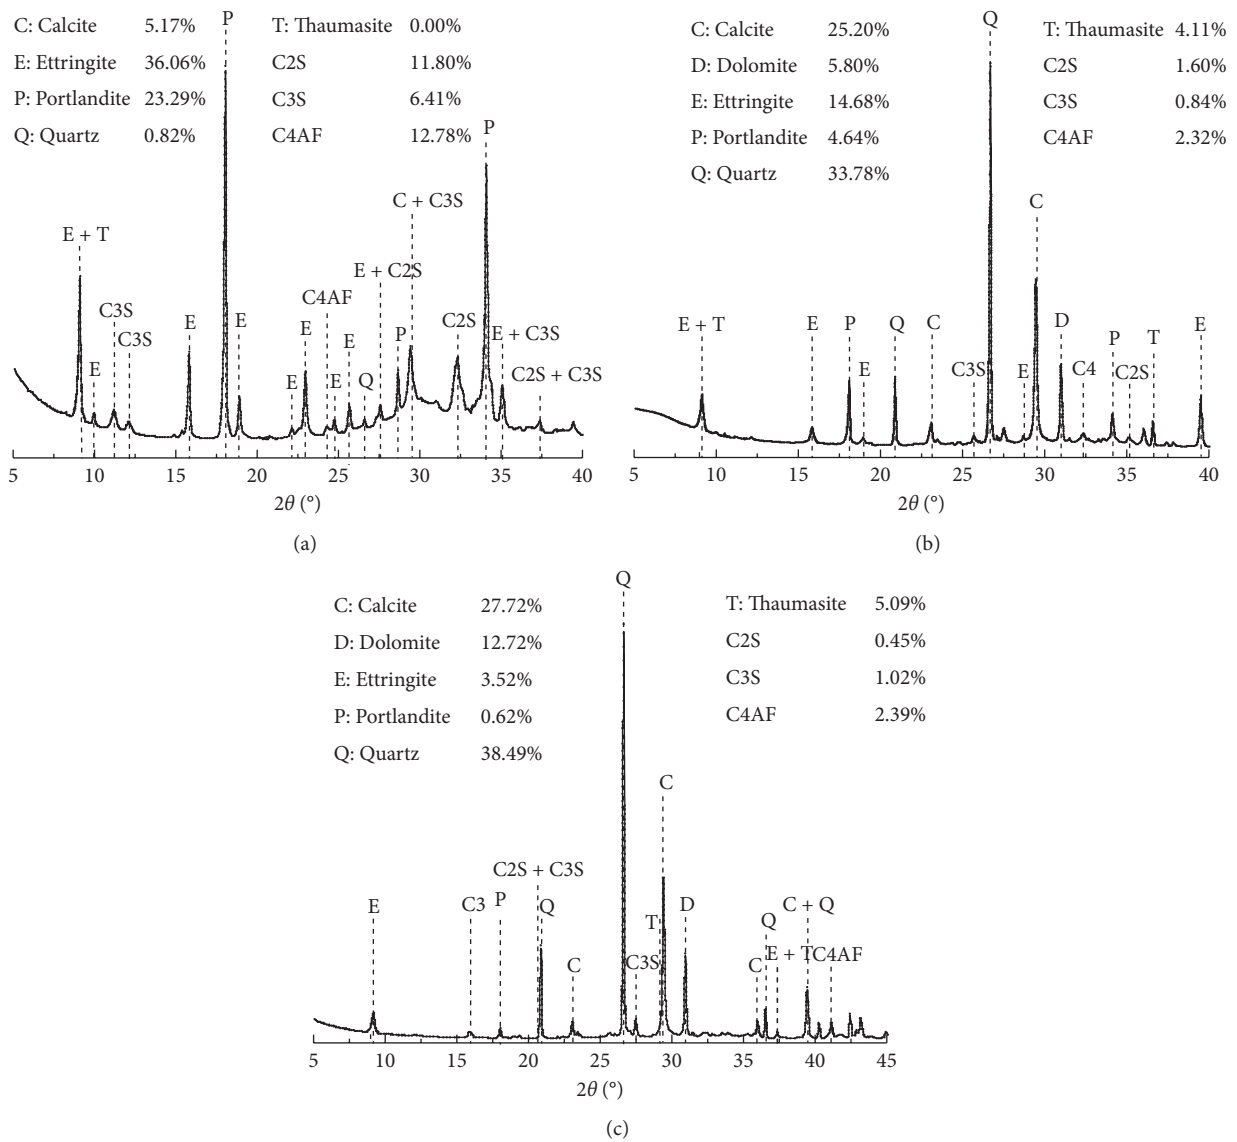 C: Calcite 5.17%
E: Ettringite 36.06%
P: Portlandite 23.29%
Q: Quartz 0.82%
T: Thaumasite 0.00%
C2S 11.80%
C3S 6.41%
C4AF 12.78%
P
E + T
E
C3S
C3S
E
E
E
E
C4AF
E
E
Q
E + C2S
P
C + C3S
C2S
P
E + C3S
C2S + C3S
5 10 15 20 25 30 35 40
2θ (°)
(a)
C: Calcite 25.20%
D: Dolomite 5.80%
E: Ettringite 14.68%
P: Portlandite 4.64%
Q: Quartz 33.78%
T: Thaumasite 4.11%
C2S 1.60%
C3S 0.84%
C4AF 2.32%
E + T
E
P
E
Q
C
C3S
Q
E
C
D
C4
P
C2S
T
E
5 10 15 20 25 30 35 40
2θ (°)
(b)
C: Calcite 27.72%
D: Dolomite 12.72%
E: Ettringite 3.52%
P: Portlandite 0.62%
Q: Quartz 38.49%
T: Thaumasite 5.09%
C2S 0.45%
C3S 1.02%
C4AF 2.39%
E
C3
P
C2S + C3S
Q
C
Q
C3S
T
C
D
C
Q
E + T
C + Q
C4AF
5 10 15 20 25 30 35 40 45
2θ (°)
(c)